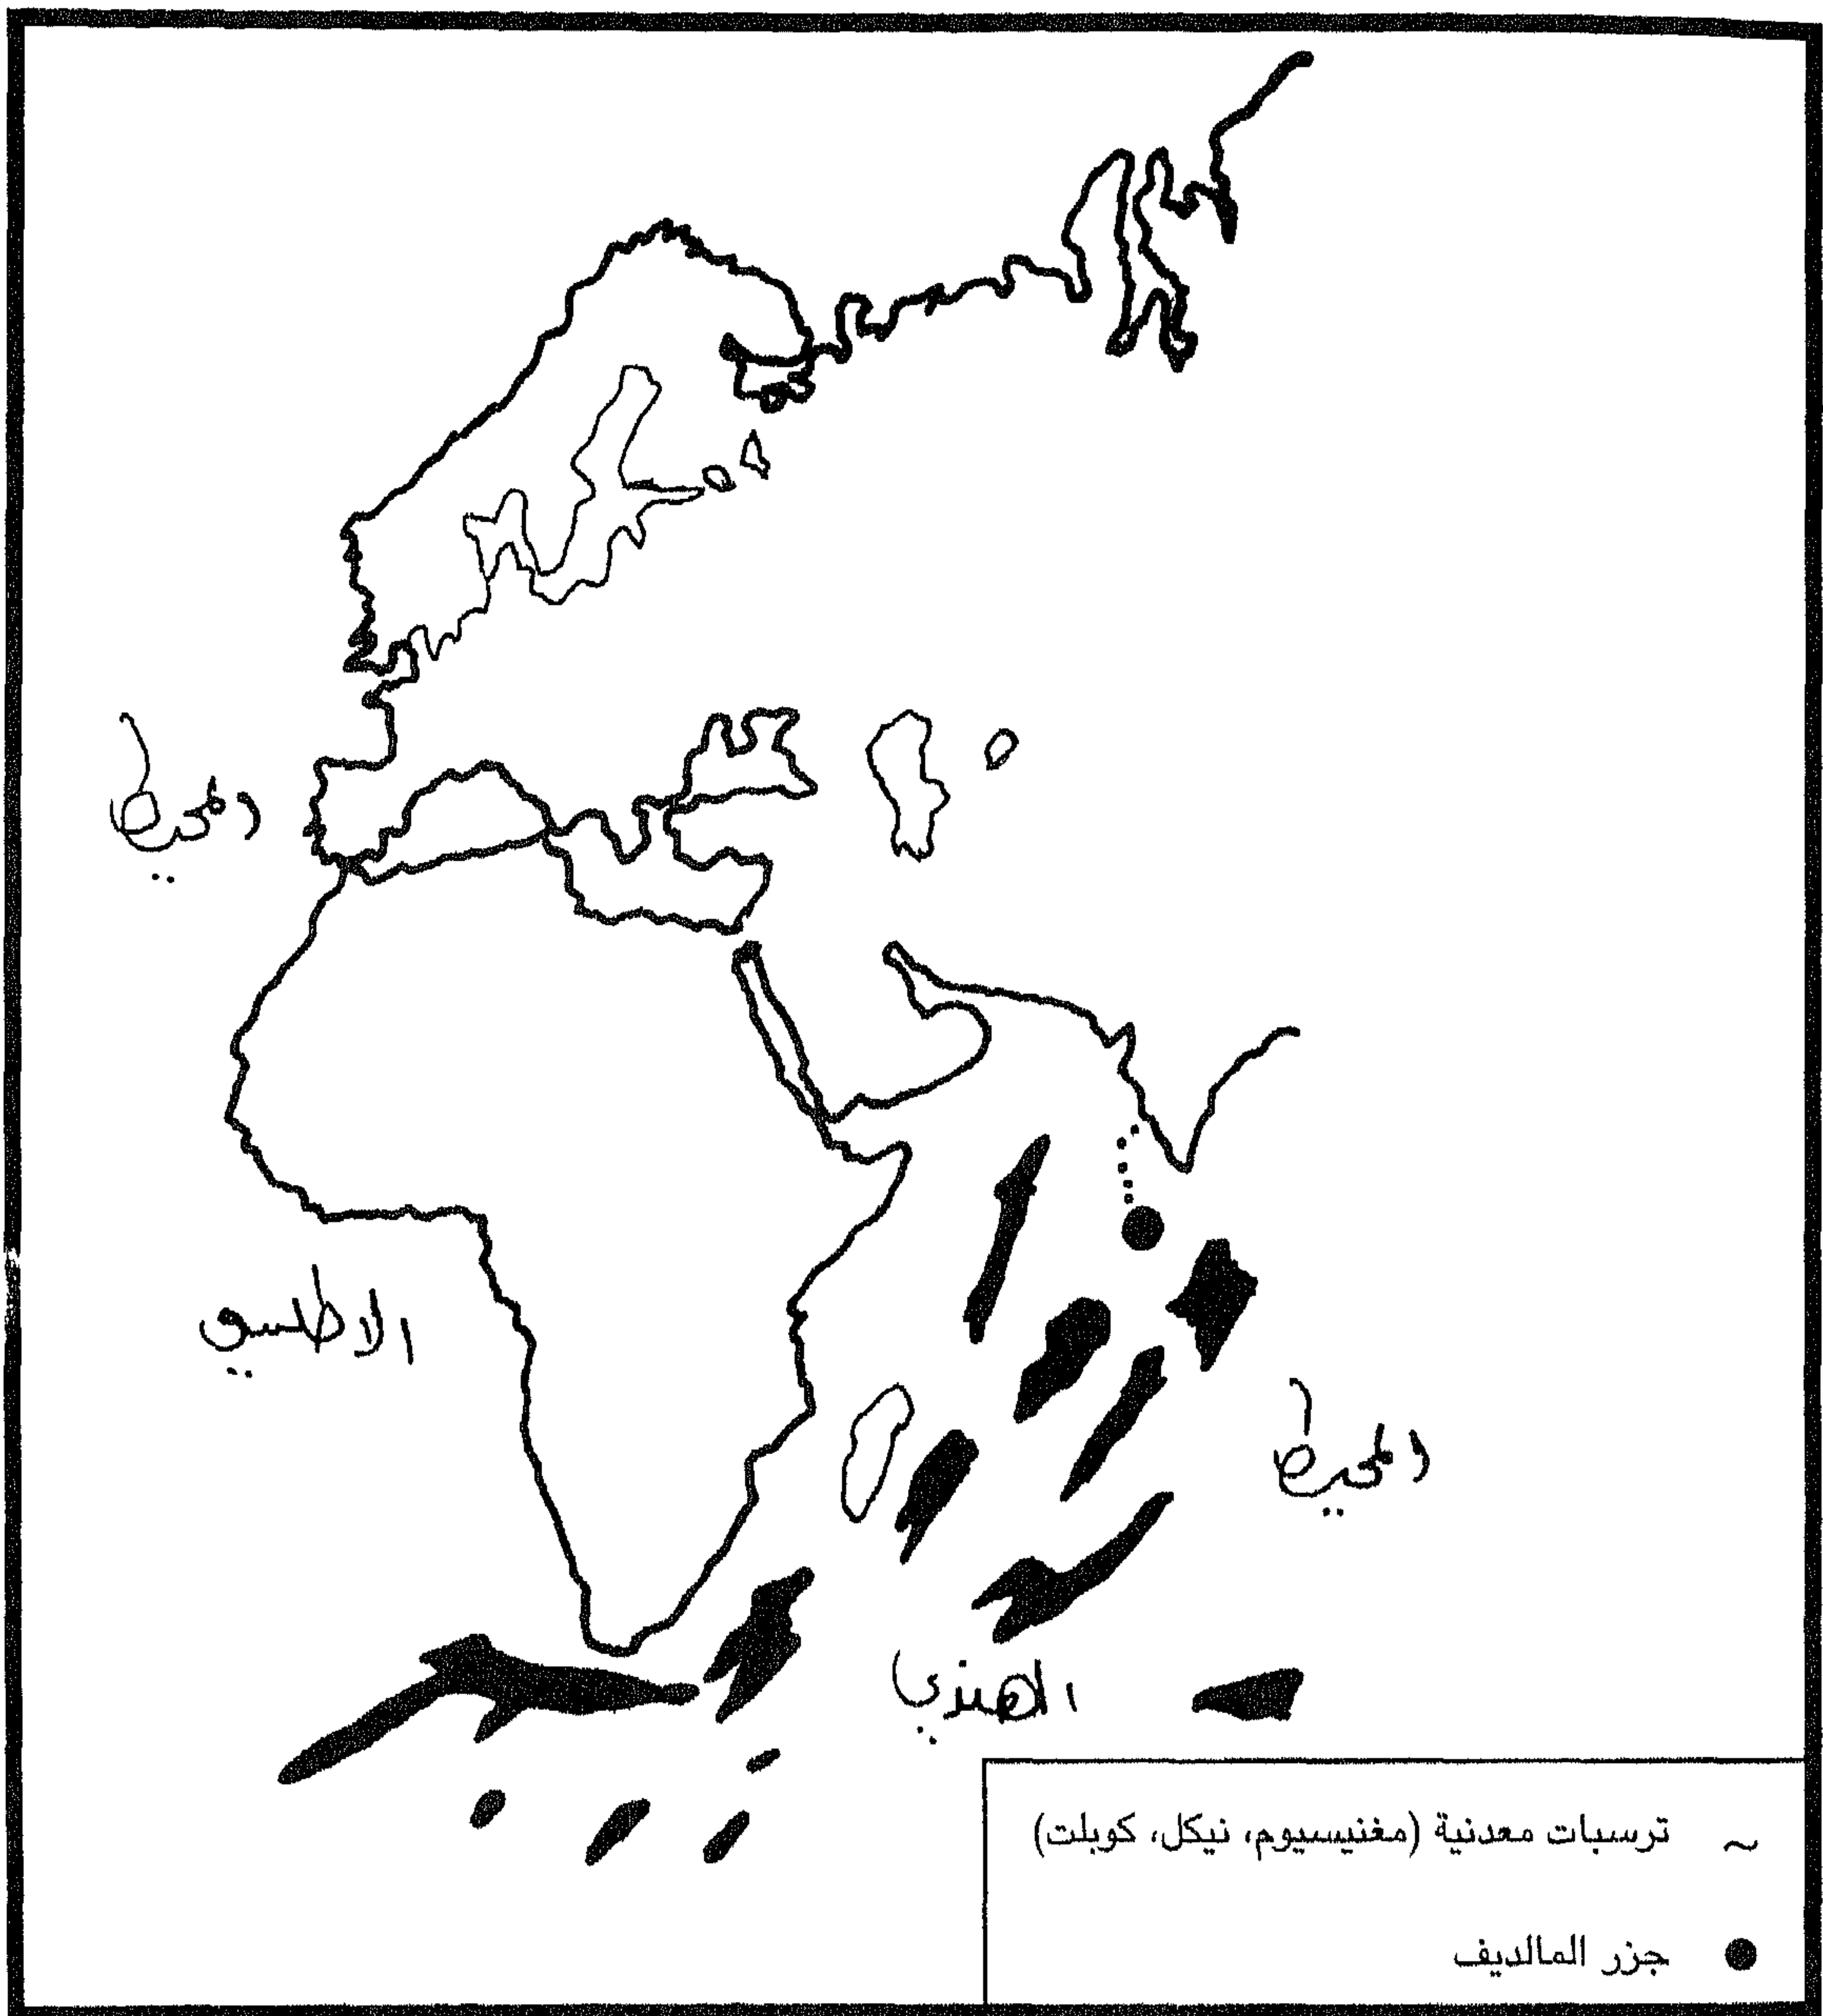 المحيط
الاطلسي
المحيط
الهندي
~ ترسبات معدنية (مغنيسيوم، نيكل، كوبلت)
جزر المالديف